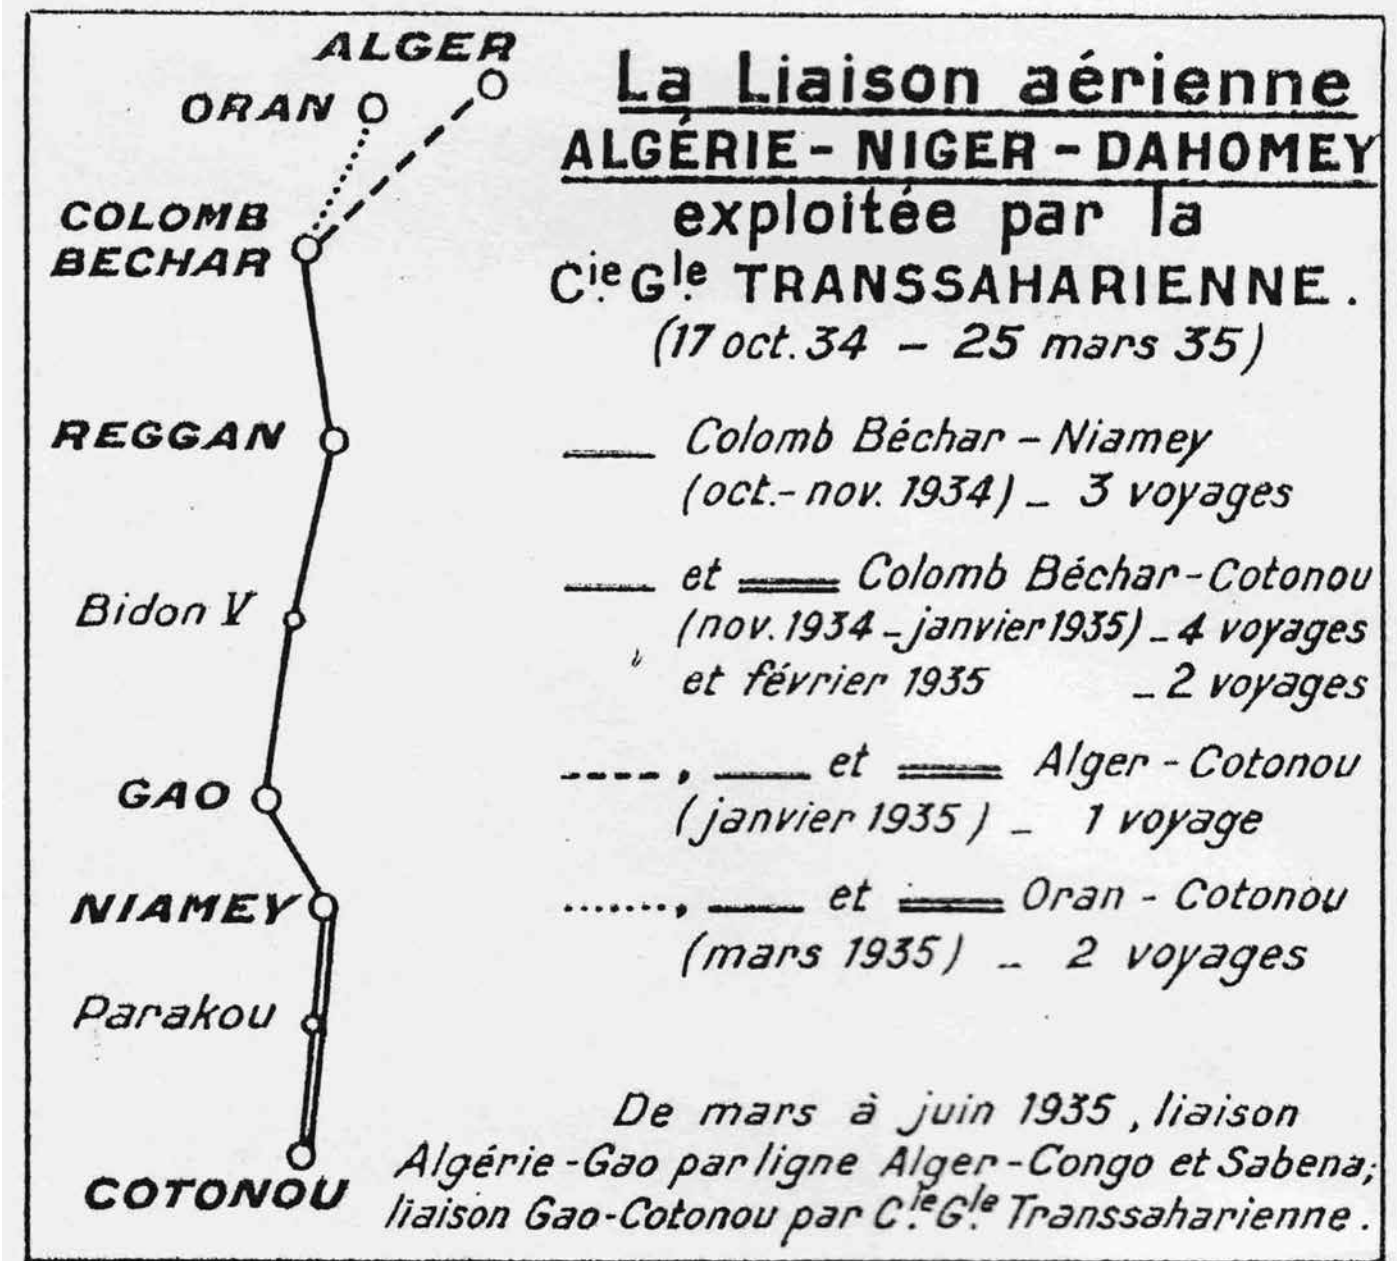 ALGER
ORAN
COLOMB
BECHAR
REGGAN
Bidon V
GAO
NIAMEY
Parakou
COTONOU
La Liaison aérienne
ALGÉRIE - NIGER - DAHOMEY
exploitée par la
Cie. Gle. TRANSSAHARIENNE.
(17 oct. 34 - 25 mars 35)
Colomb Béchar - Niamey
(oct.- nov. 1934) - 3 voyages
et Colomb Béchar-Cotonou
(nov. 1934 - janvier 1935) - 4 voyages
et février 1935 - 2 voyages
, et Alger - Cotonou
(janvier 1935) - 1 voyage
, et Oran - Cotonou
(mars 1935) - 2 voyages
De mars à juin 1935, liaison
Algérie-Gao par ligne Alger-Congo et Sabena;
liaison Gao-Cotonou par Cie. Gle. Transsaharienne.